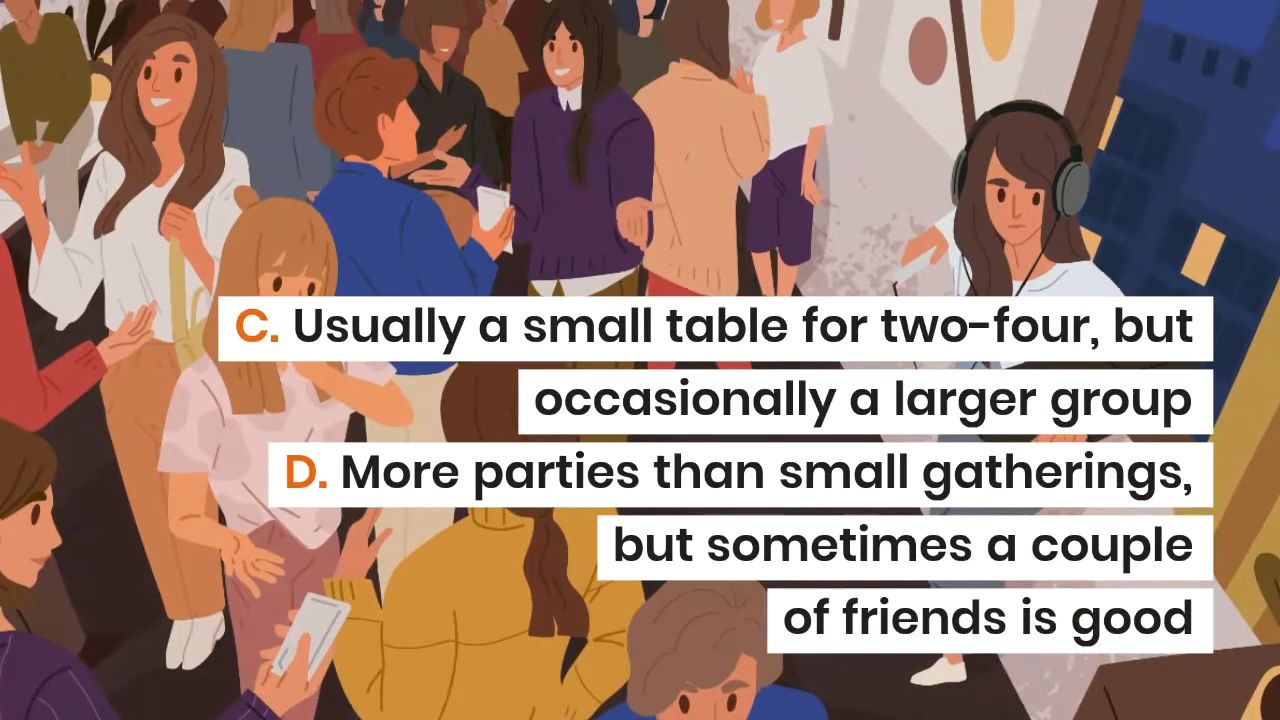 C. Usually a small table for two-four, but
occasionally a larger group
D. More parties than small gatherings,
but sometimes a couple
of friends is good